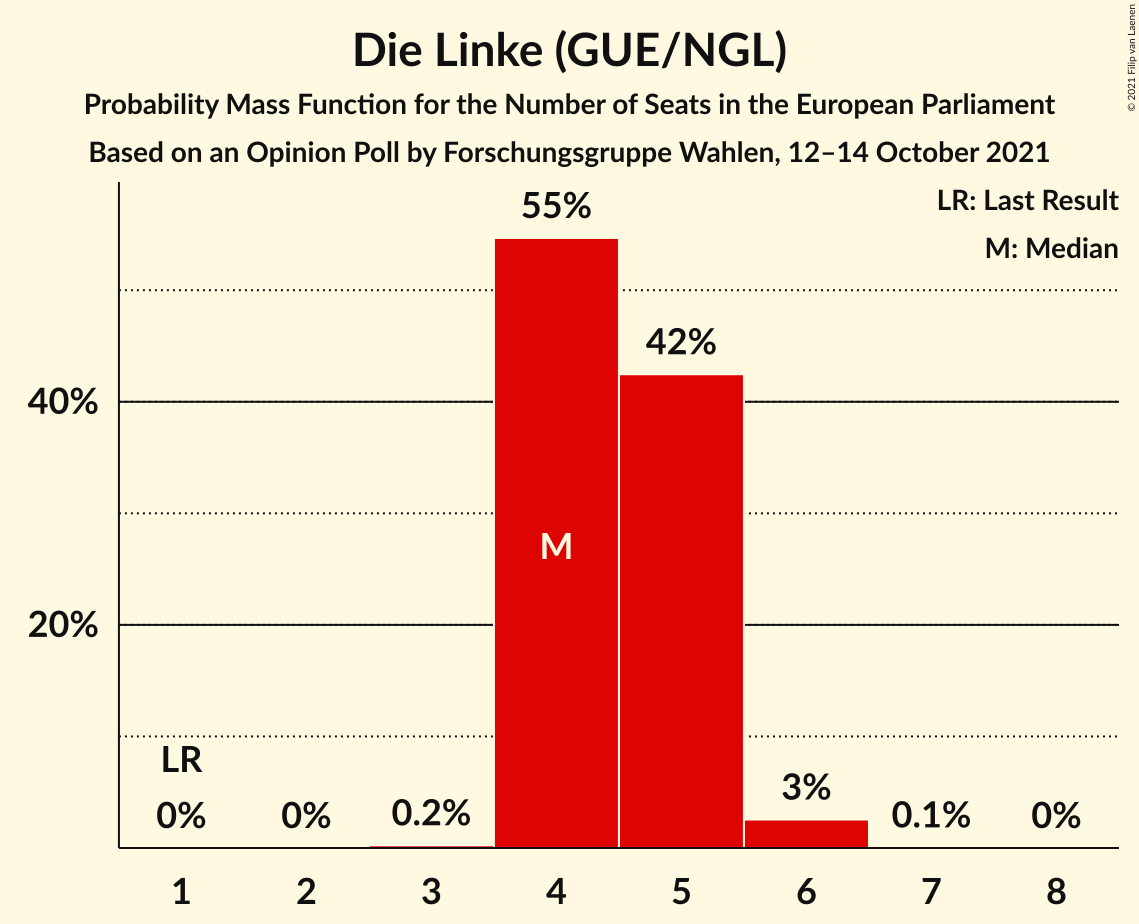 Die Linke (GUE/NGL)
Probability Mass Function for the Number of Seats in the European Parliament
Based on an Opinion Poll by Forschungsgruppe Wahlen, 12–14 October 2021
© 2021 Filip van Laenen
LR: Last Result
M: Median
55%
42%
40%
M
20%
LR
0%
0%
0.2%
3%
0.1%
0%
1 2 3 4 5 6 7 8